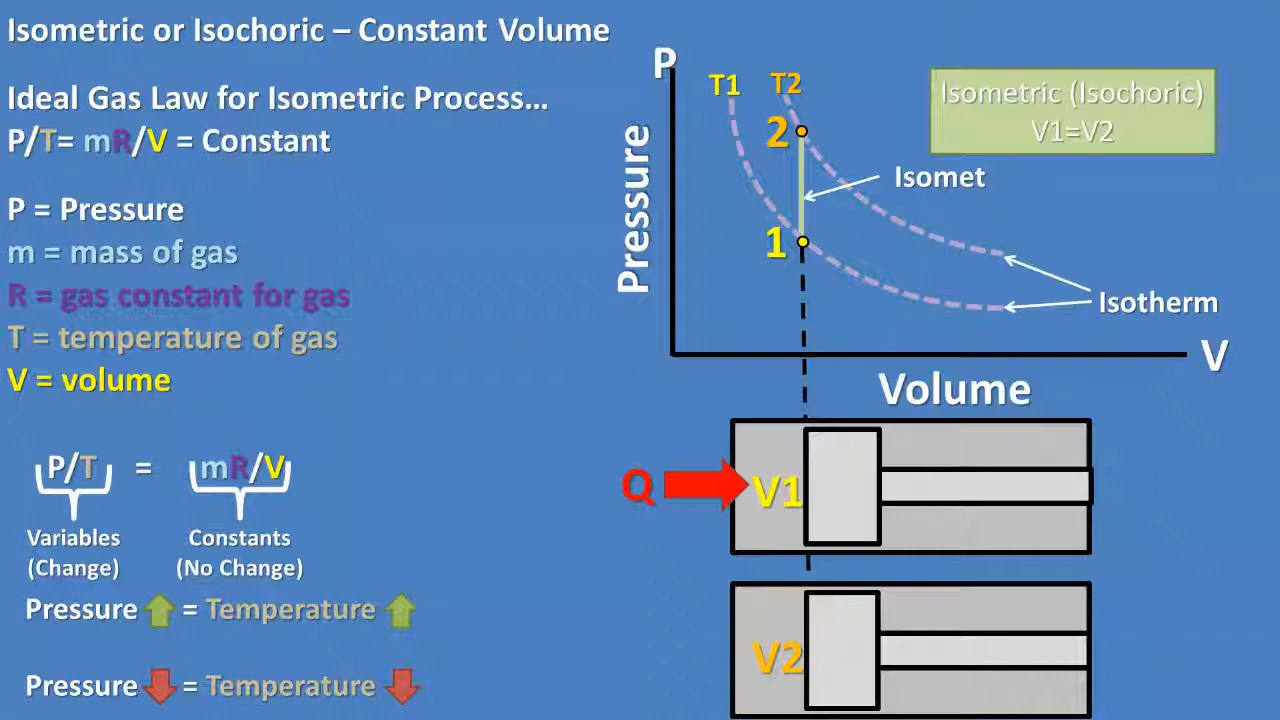 Isometric or Isochoric – Constant Volume
Ideal Gas Law for Isometric Process…
P/T= mR/V = Constant
P = Pressure
m = mass of gas
R = gas constant for gas
T = temperature of gas
V = volume
P/T = mR/V
Variables
(Change)
Constants
(No Change)
Pressure = Temperature
Pressure = Temperature
P
Pressure
T1
T2
2
1
Isomet
Isotherm
V
Volume
Isometric (Isochoric)
V1=V2
Q
V1
V2